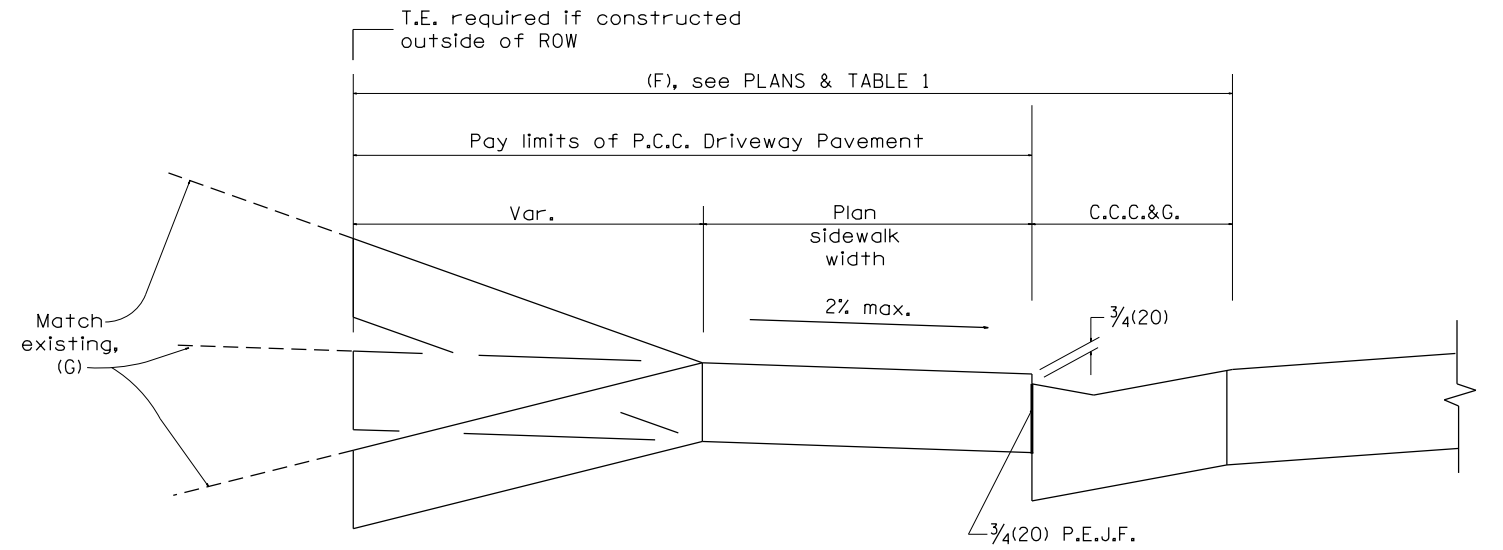 T.E. required if constructed
outside of ROW
(F), see PLANS & TABLE 1
Pay limits of P.C.C. Driveway Pavement
Var.
Plan
sidewalk
width
C.C.C.&G.
2% max.
3/4(20)
Match
existing,
(G)
3/4(20) P.E.J.F.